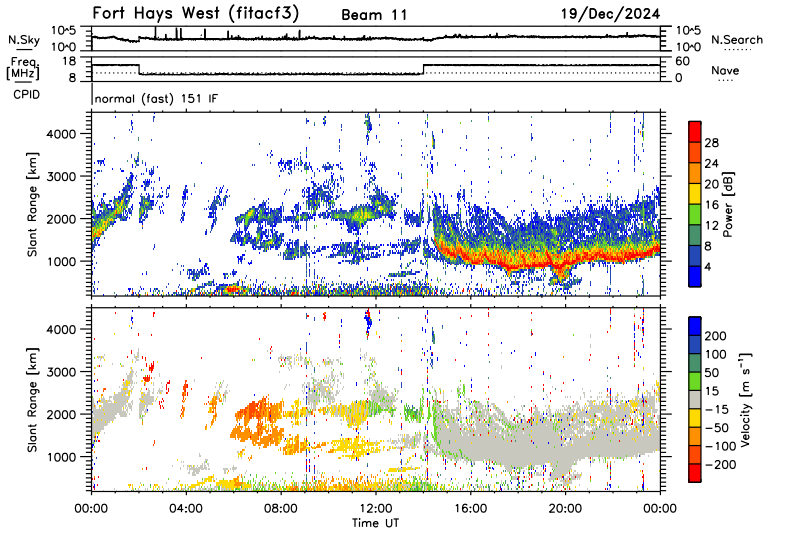 Fort Hays West (fitacf3) Beam 11 19/Dec/2024
N.Sky 10^5 10^0 10^5 10^0 N.Search
Freq. [MHz] 18 8 60 0 Nave
CPID normal (fast) 151 IF
Slant Range [km]
4000
3000
2000
1000
Power [dB]
28
24
20
16
12
8
4
Slant Range [km]
4000
3000
2000
1000
Velocity [m s⁻¹]
200
100
50
15
-15
-50
-100
-200
00:00 04:00 08:00 12:00 16:00 20:00 00:00
Time UT